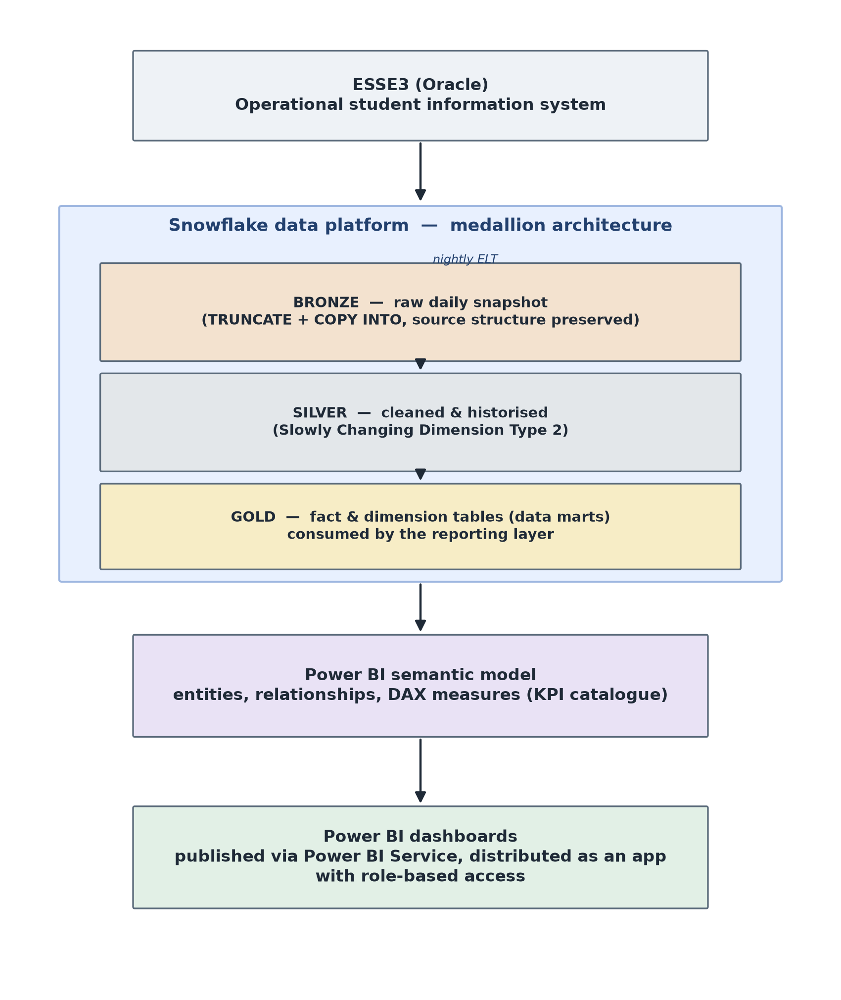 ESSE3 (Oracle)
Operational student information system
Snowflake data platform — medallion architecture
nightly ELT
BRONZE — raw daily snapshot
(TRUNCATE + COPY INTO, source structure preserved)
SILVER — cleaned & historised
(Slowly Changing Dimension Type 2)
GOLD — fact & dimension tables (data marts)
consumed by the reporting layer
Power BI semantic model
entities, relationships, DAX measures (KPI catalogue)
Power BI dashboards
published via Power BI Service, distributed as an app
with role-based access